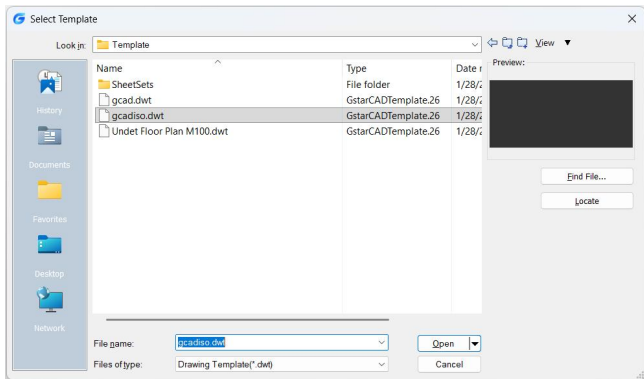 Select Template
Look in: Template View
Name Type Date r Preview:
SheetSets File folder 1/28/2
gcad.dwt GstarCADTemplate.26 1/28/2
gcadiso.dwt GstarCADTemplate.26 1/28/2
Undet Floor Plan M100.dwt GstarCADTemplate.26 1/28/2
History
Documents
Favorites
Desktop
Network
Find File...
Locate
File name: gcadiso.dwt Open
Files of type: Drawing Template(*.dwt) Cancel